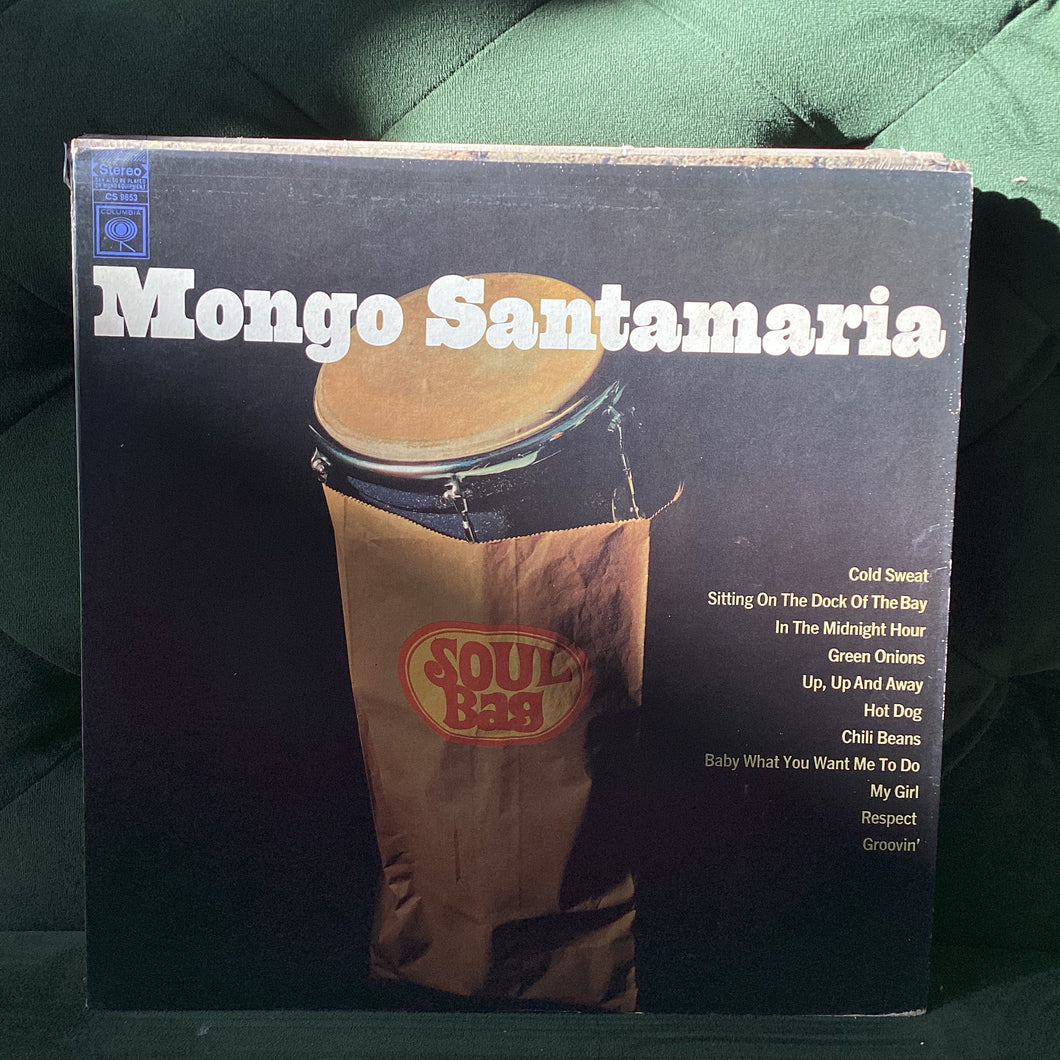 Stereo
CS 9653
COLUMBIA
Mongo Santamaria
SOUL
Bag
Cold Sweat
Sitting On The Dock Of The Bay
In The Midnight Hour
Green Onions
Up, Up And Away
Hot Dog
Chili Beans
Baby What You Want Me To Do
My Girl
Respect
Groovin'